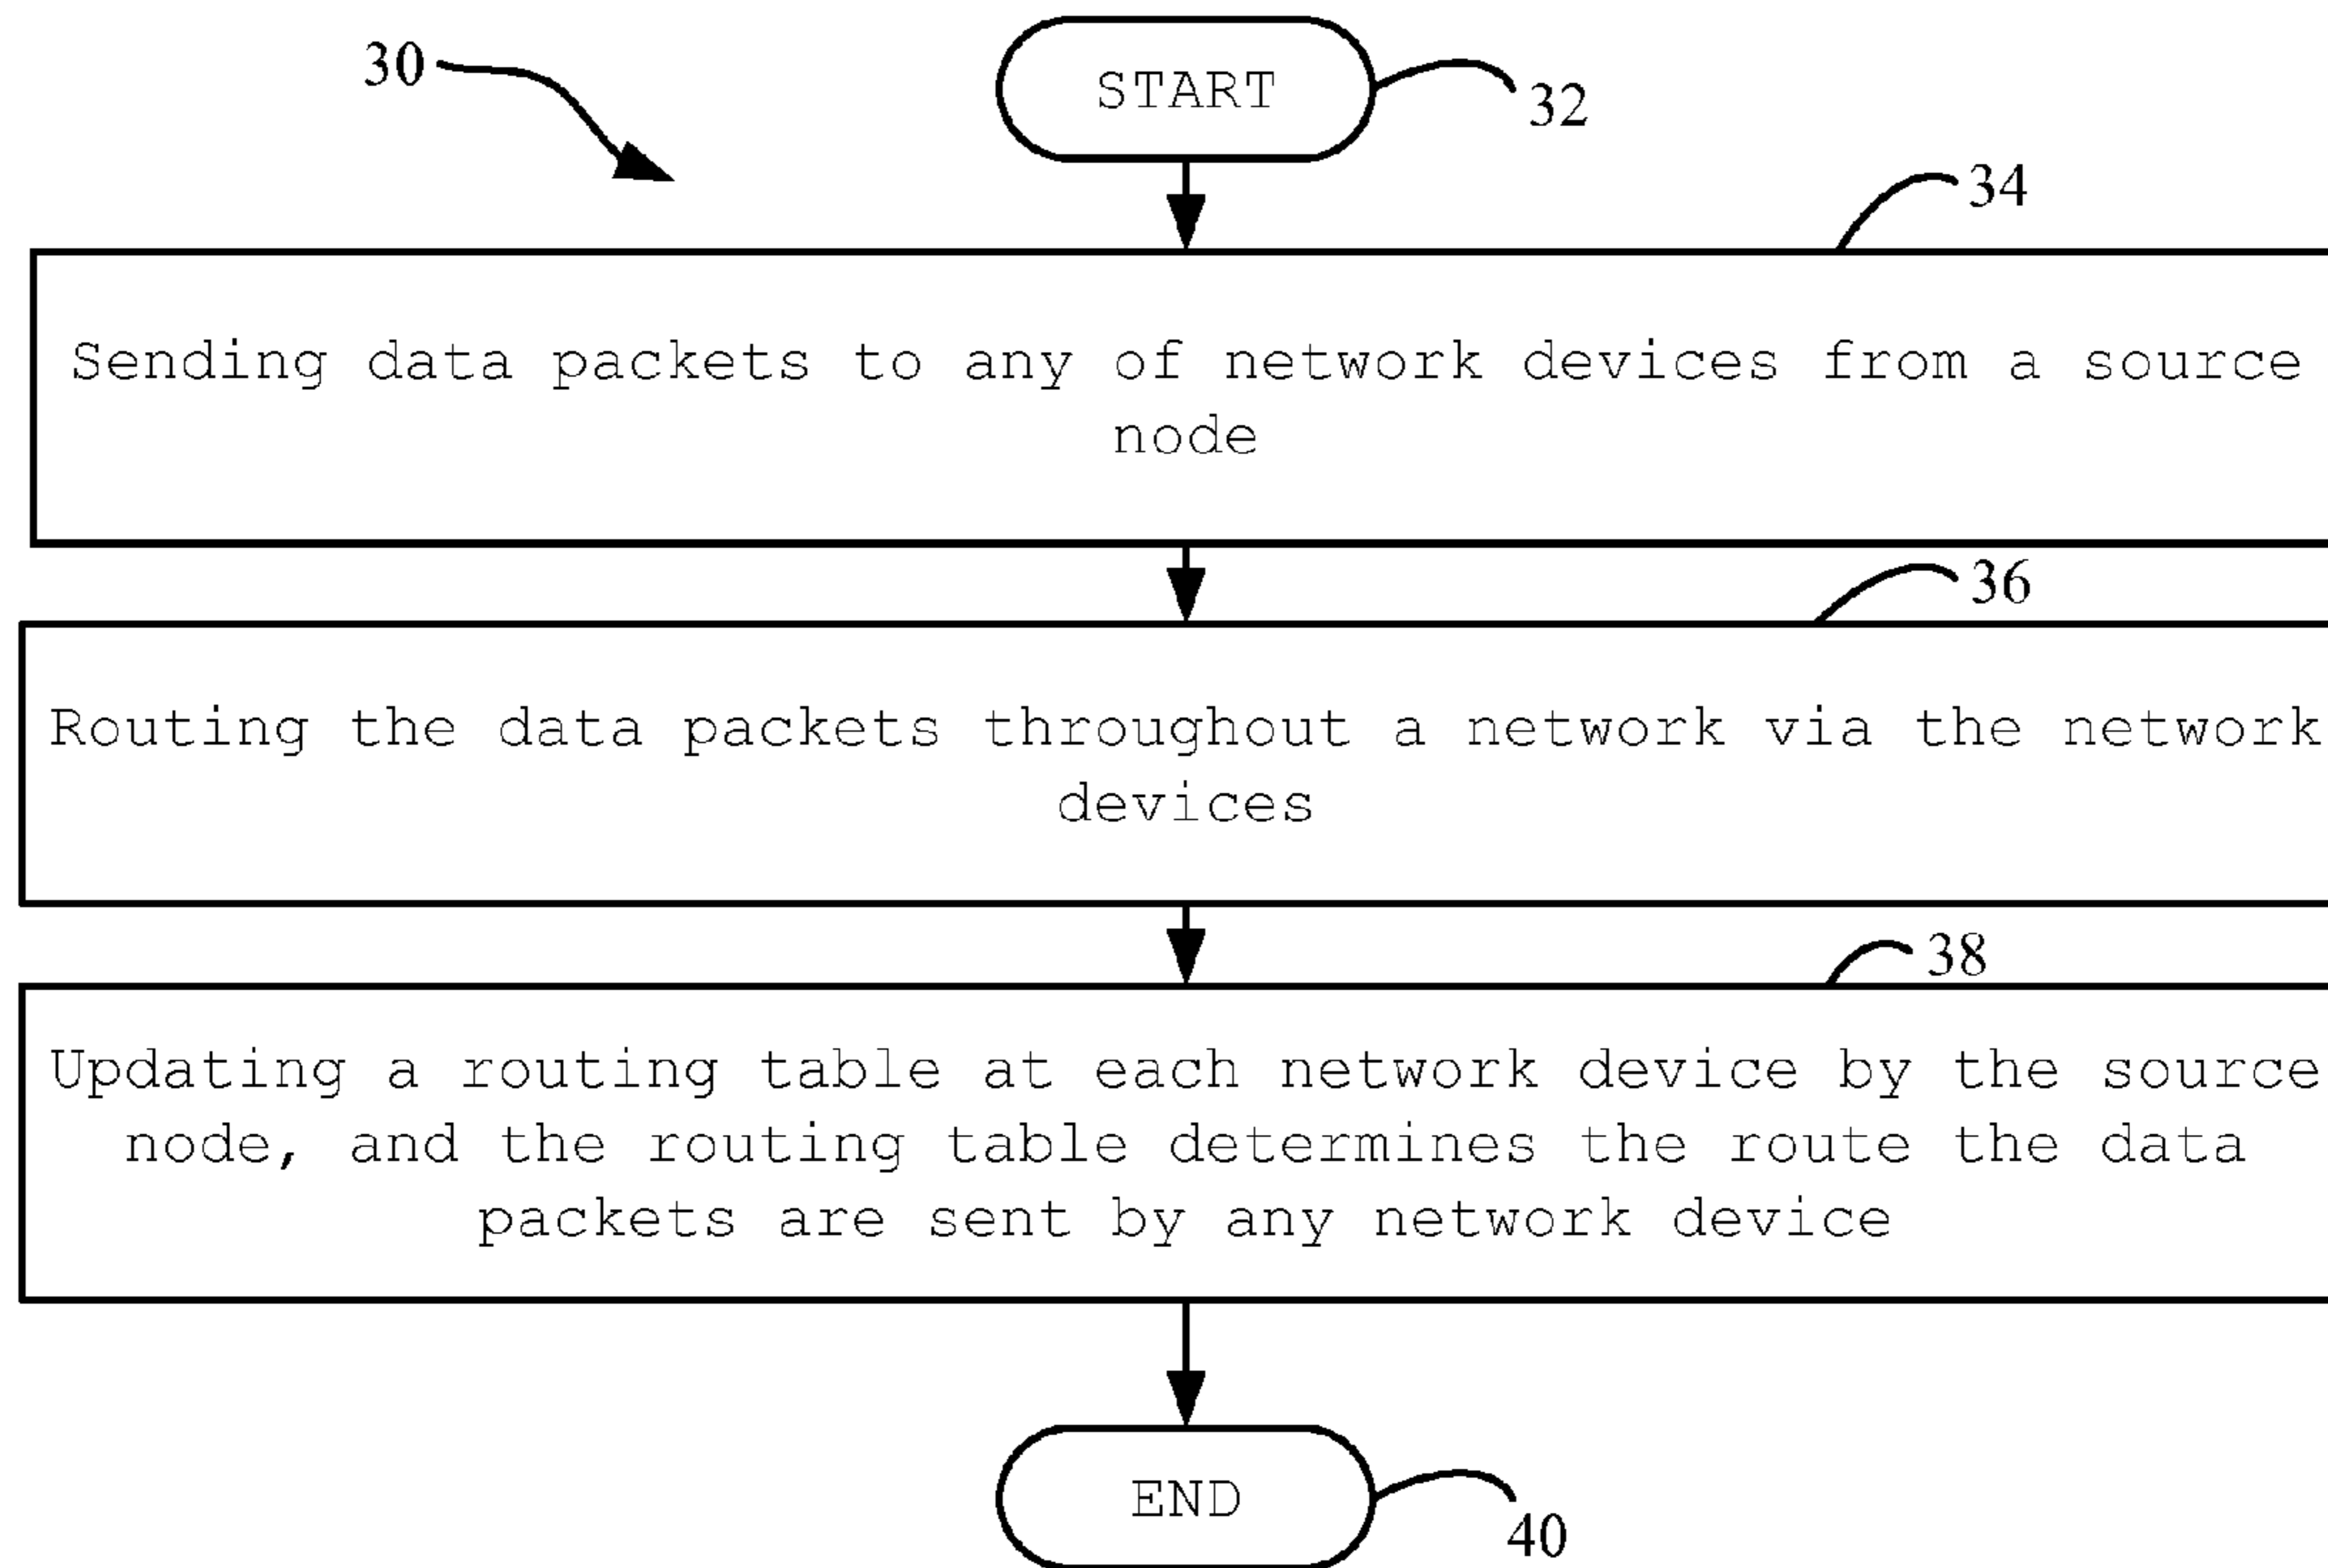 30
START
32
34
Sending data packets to any of network devices from a source
node
36
Routing the data packets throughout a network via the network
devices
38
Updating a routing table at each network device by the source
node, and the routing table determines the route the data
packets are sent by any network device
END
40